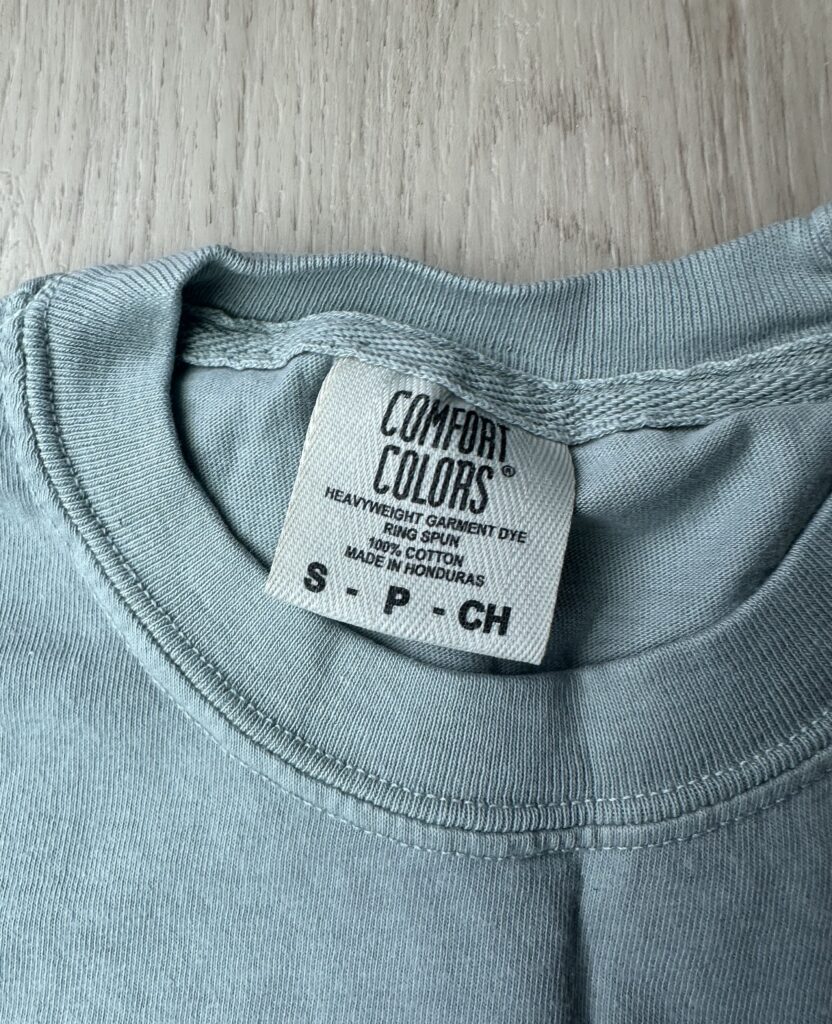 COMFORT
COLORS®
HEAVYWEIGHT GARMENT DYE
RING SPUN
100% COTTON
MADE IN HONDURAS
S - P - CH